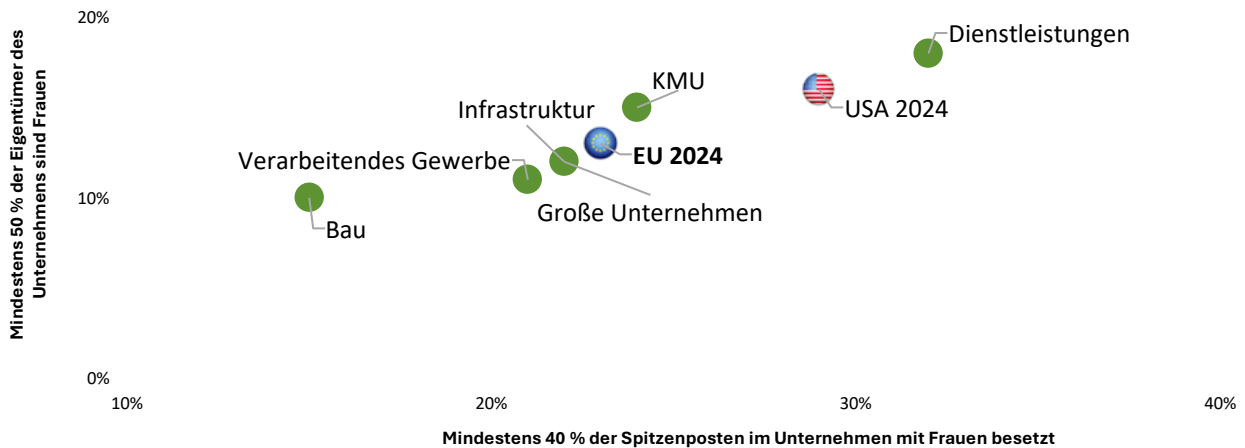 Mindestens 50 % der Eigentümer des
Unternehmens sind Frauen
20%
10%
0%
Dienstleistungen
KMU
USA 2024
Infrastruktur
EU 2024
Verarbeitendes Gewerbe
Große Unternehmen
Bau
10%
20%
30%
40%
Mindestens 40 % der Spitzenposten im Unternehmen mit Frauen besetzt